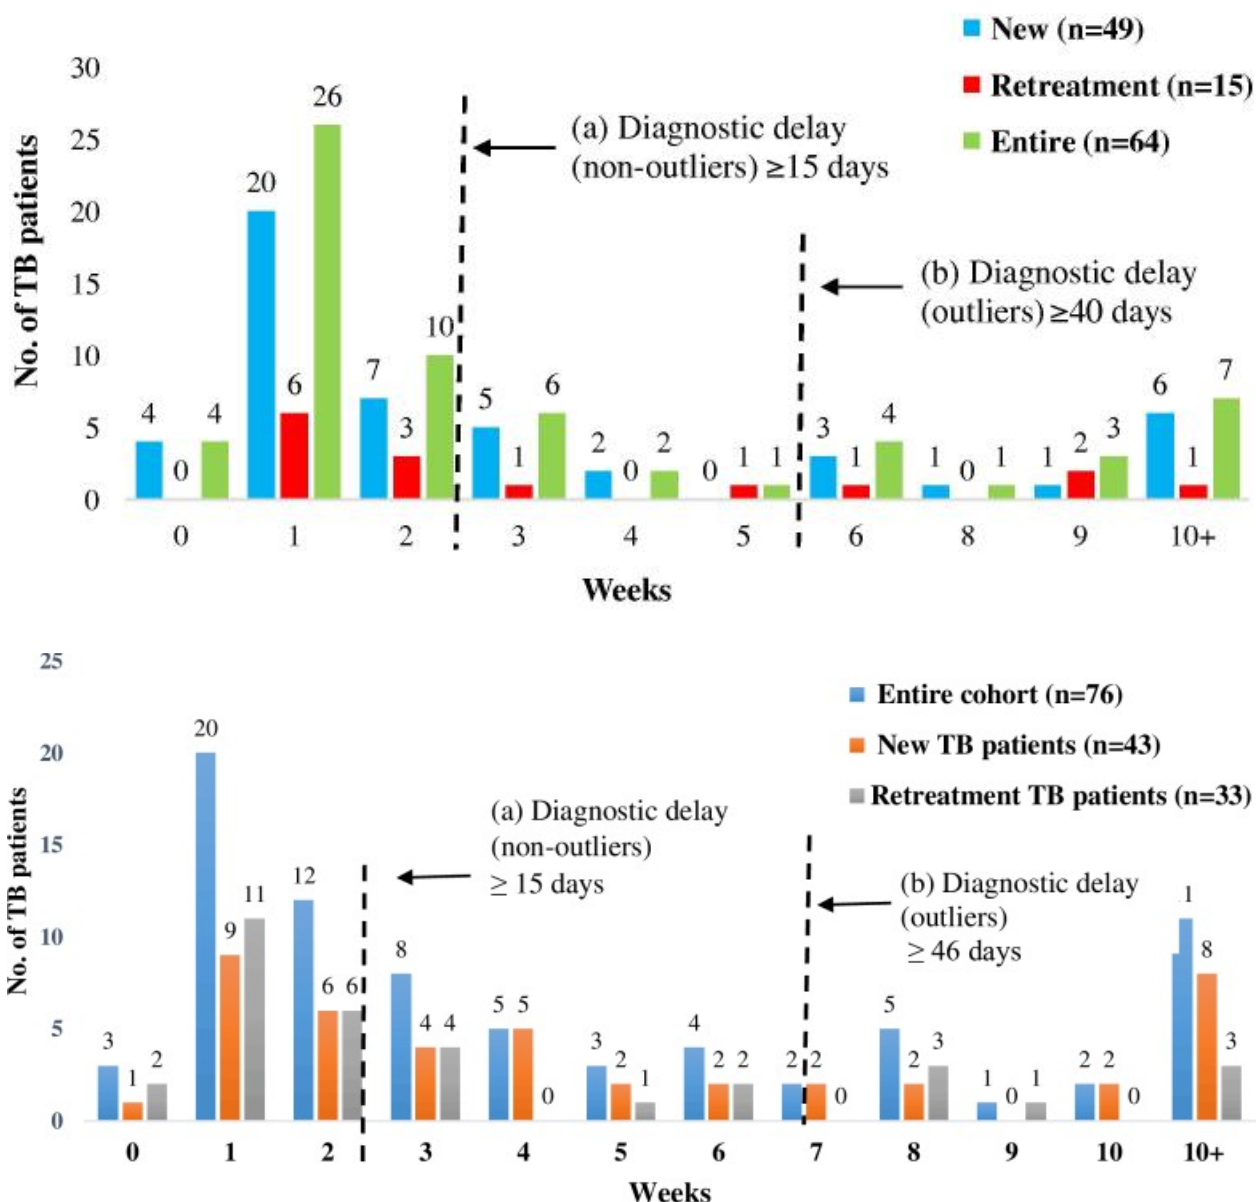 New (n=49)
Retreatment (n=15)
Entire (n=64)
No. of TB patients
30
25
20
15
10
5
0
(a) Diagnostic delay
(non-outliers) ≥15 days
(b) Diagnostic delay
(outliers) ≥40 days
4 0 4
20 6 26
7 3 10
5 1 6
2 0 2
0 1 1
3 1 4
1 0 1
1 2 3
6 1 7
0 1 2 3 4 5 6 8 9 10+
Weeks
Entire cohort (n=76)
New TB patients (n=43)
Retreatment TB patients (n=33)
No. of TB patients
25
20
15
10
5
0
(a) Diagnostic delay
(non-outliers)
≥ 15 days
(b) Diagnostic delay
(outliers)
≥ 46 days
3 1 2
20 9 11
12 6 6
8 4 4
5 5 0
3 2 1
4 2 2
2 2 0
5 2 3
1 0 1
2 2 0
1 8 3
0 1 2 3 4 5 6 7 8 9 10 10+
Weeks